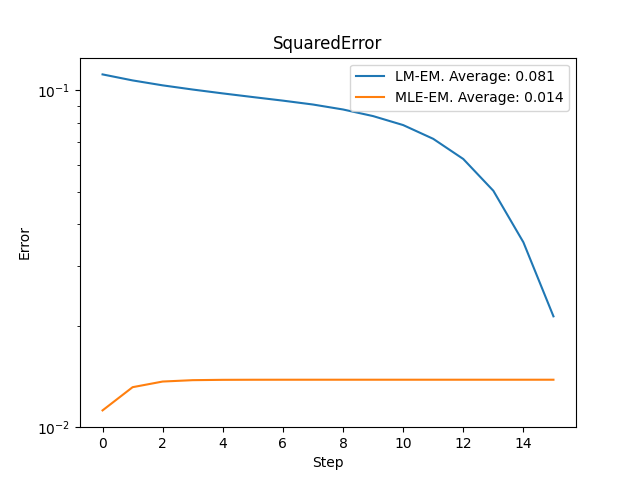 SquaredError
LM-EM. Average: 0.081
MLE-EM. Average: 0.014
10⁻¹
Error
10⁻²
0 2 4 6 8 10 12 14
Step